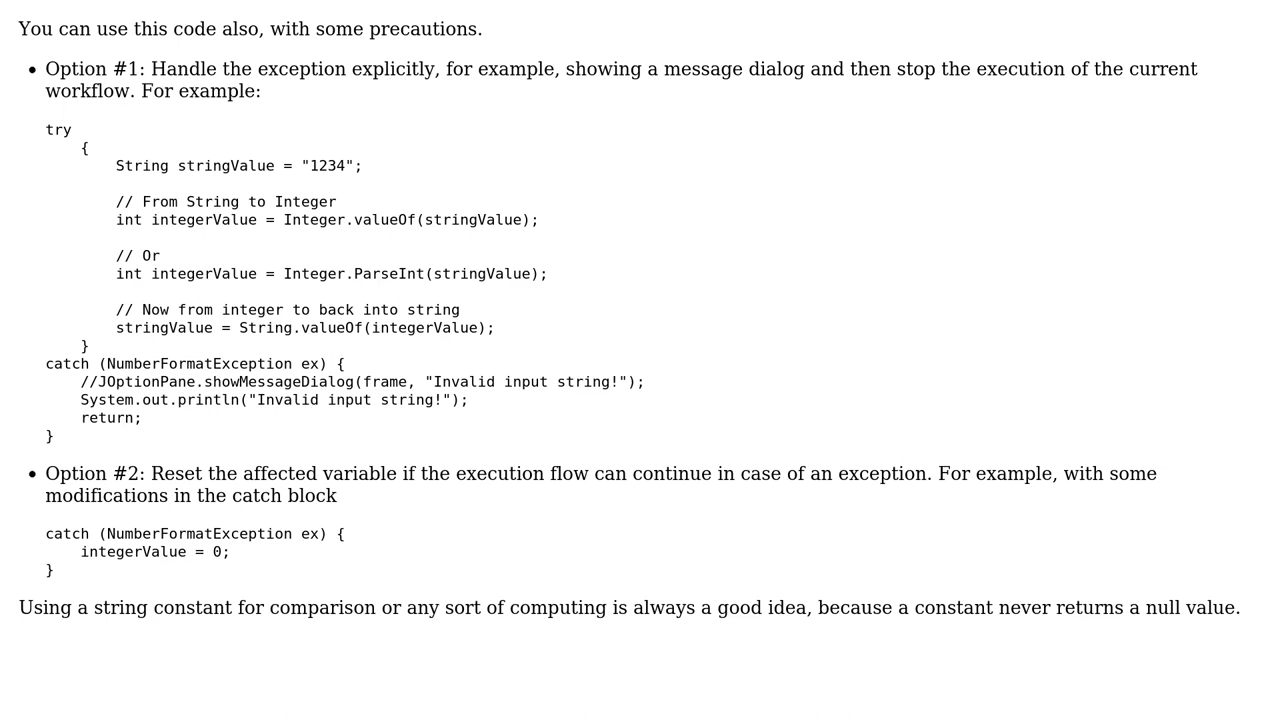 You can use this code also, with some precautions.
• Option #1: Handle the exception explicitly, for example, showing a message dialog and then stop the execution of the current
workflow. For example:
try
    {
        String stringValue = "1234";

        // From String to Integer
        int integerValue = Integer.valueOf(stringValue);

        // Or
        int integerValue = Integer.ParseInt(stringValue);

        // Now from integer to back into string
        stringValue = String.valueOf(integerValue);
    }
catch (NumberFormatException ex) {
    //JOptionPane.showMessageDialog(frame, "Invalid input string!");
    System.out.println("Invalid input string!");
    return;
}
• Option #2: Reset the affected variable if the execution flow can continue in case of an exception. For example, with some
modifications in the catch block
catch (NumberFormatException ex) {
    integerValue = 0;
}
Using a string constant for comparison or any sort of computing is always a good idea, because a constant never returns a null value.